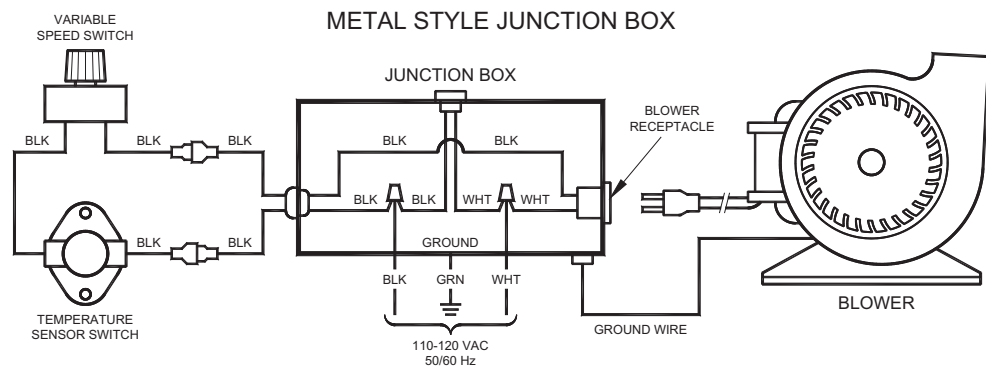 METAL STYLE JUNCTION BOX
VARIABLE
SPEED SWITCH
JUNCTION BOX
BLOWER
RECEPTACLE
BLK
BLK
BLK
BLK
BLK
BLK
BLK
WHT
WHT
BLK
BLK
GROUND
BLK
GRN
WHT
TEMPERATURE
SENSOR SWITCH
GROUND WIRE
BLOWER
110-120 VAC
50/60 Hz